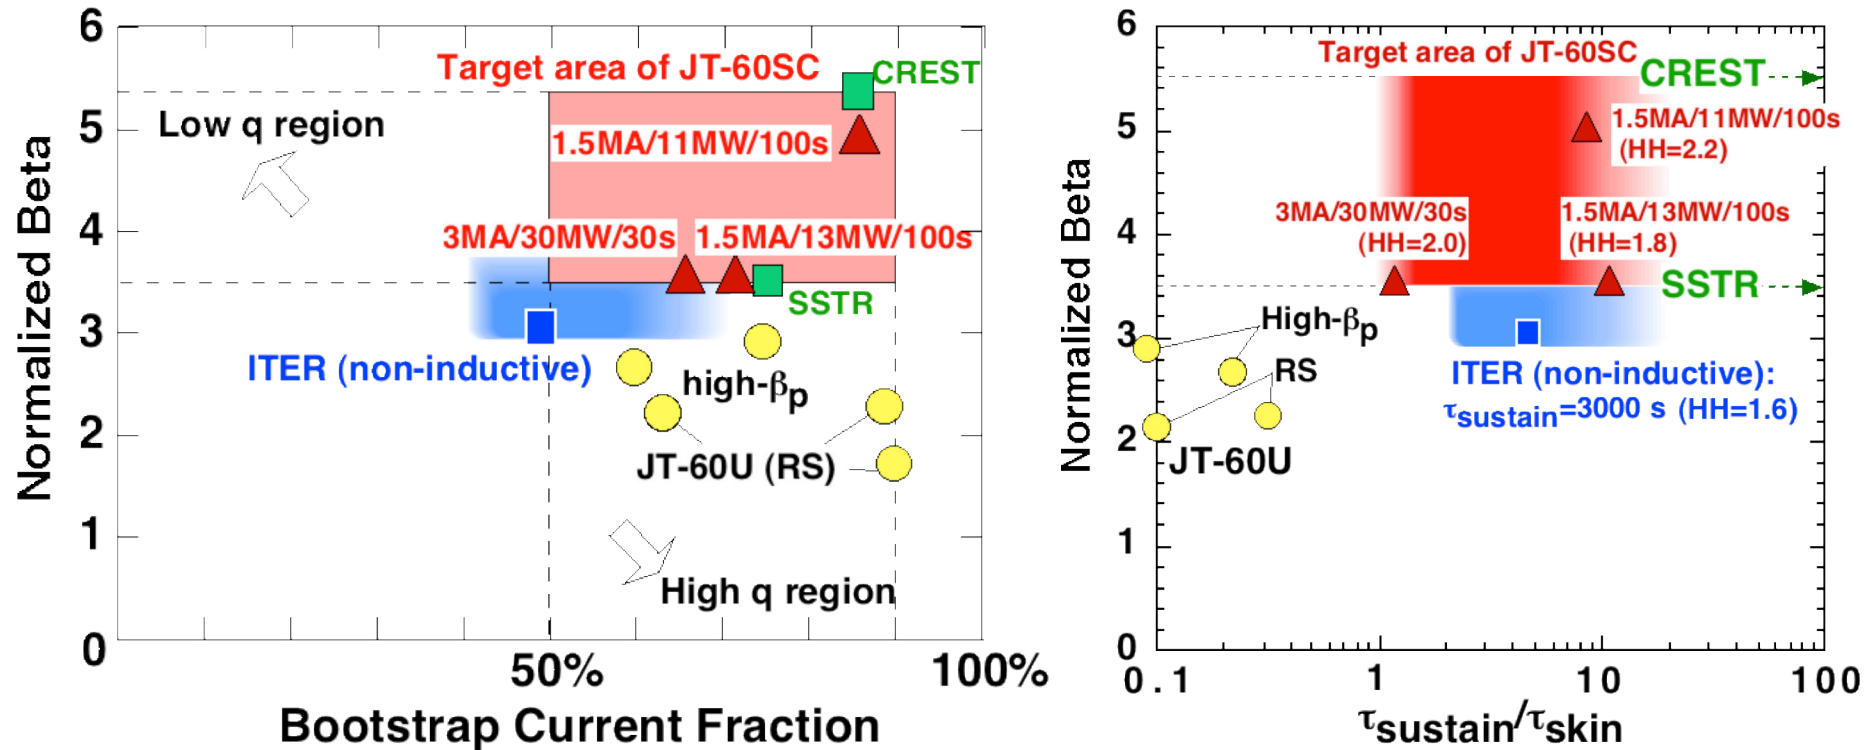 6
5
4
3
2
1
0
Normalized Beta
Target area of JT-60SC
CREST
Low q region
1.5MA/11MW/100s
3MA/30MW/30s
1.5MA/13MW/100s
SSTR
ITER (non-inductive)
high-βp
JT-60U (RS)
High q region
50%
100%
Bootstrap Current Fraction
6
5
4
3
2
1
0
Normalized Beta
Target area of JT-60SC
CREST
1.5MA/11MW/100s
(HH=2.2)
3MA/30MW/30s
(HH=2.0)
1.5MA/13MW/100s
(HH=1.8)
SSTR
High-βp
RS
ITER (non-inductive):
τsustain=3000 s (HH=1.6)
JT-60U
0.1
1
10
100
τsustain/τskin